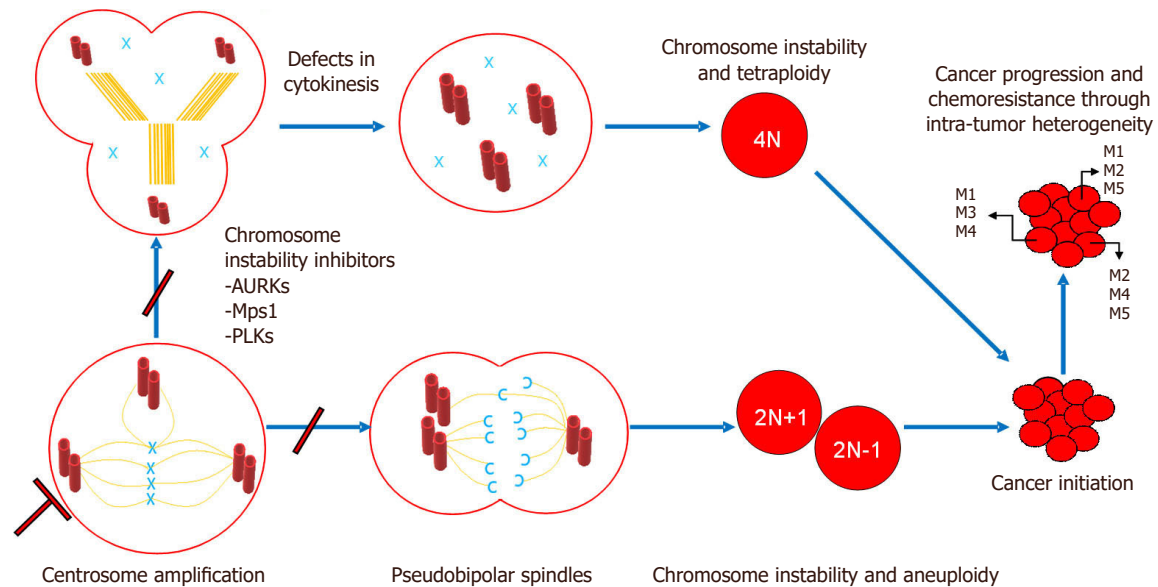 Defects in
cytokinesis
Chromosome instability
and tetraploidy
4N
Cancer progression and
chemoresistance through
intra-tumor heterogeneity
M1
M2
M5
M1
M3
M4
M2
M4
M5
Chromosome
instability inhibitors
-AURKs
-Mps1
-PLKs
2N+1
2N-1
Cancer initiation
Centrosome amplification
Pseudobipolar spindles
Chromosome instability and aneuploidy